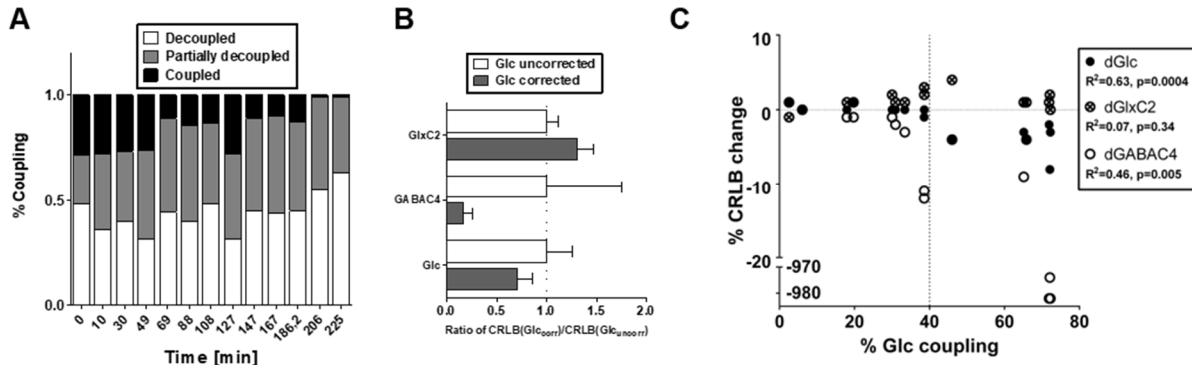 A
Decoupled
Partially decoupled
Coupled
%Coupling
1.0
0.5
0.0
0
10
30
49
69
88
108
127
147
167
186,2
206
225
Time [min]
B
Glc uncorrected
Glc corrected
GlxC2
GABAC4
Glc
0.0 0.5 1.0 1.5 2.0
Ratio of CRLB(Glccorr)/CRLB(Glcuncorr)
C
% CRLB change
10
0
-10
-20
-970
-980
0 20 40 60 80
% Glc coupling
dGlc
R²=0.63, p=0.0004
dGlxC2
R²=0.07, p=0.34
dGABAC4
R²=0.46, p=0.005